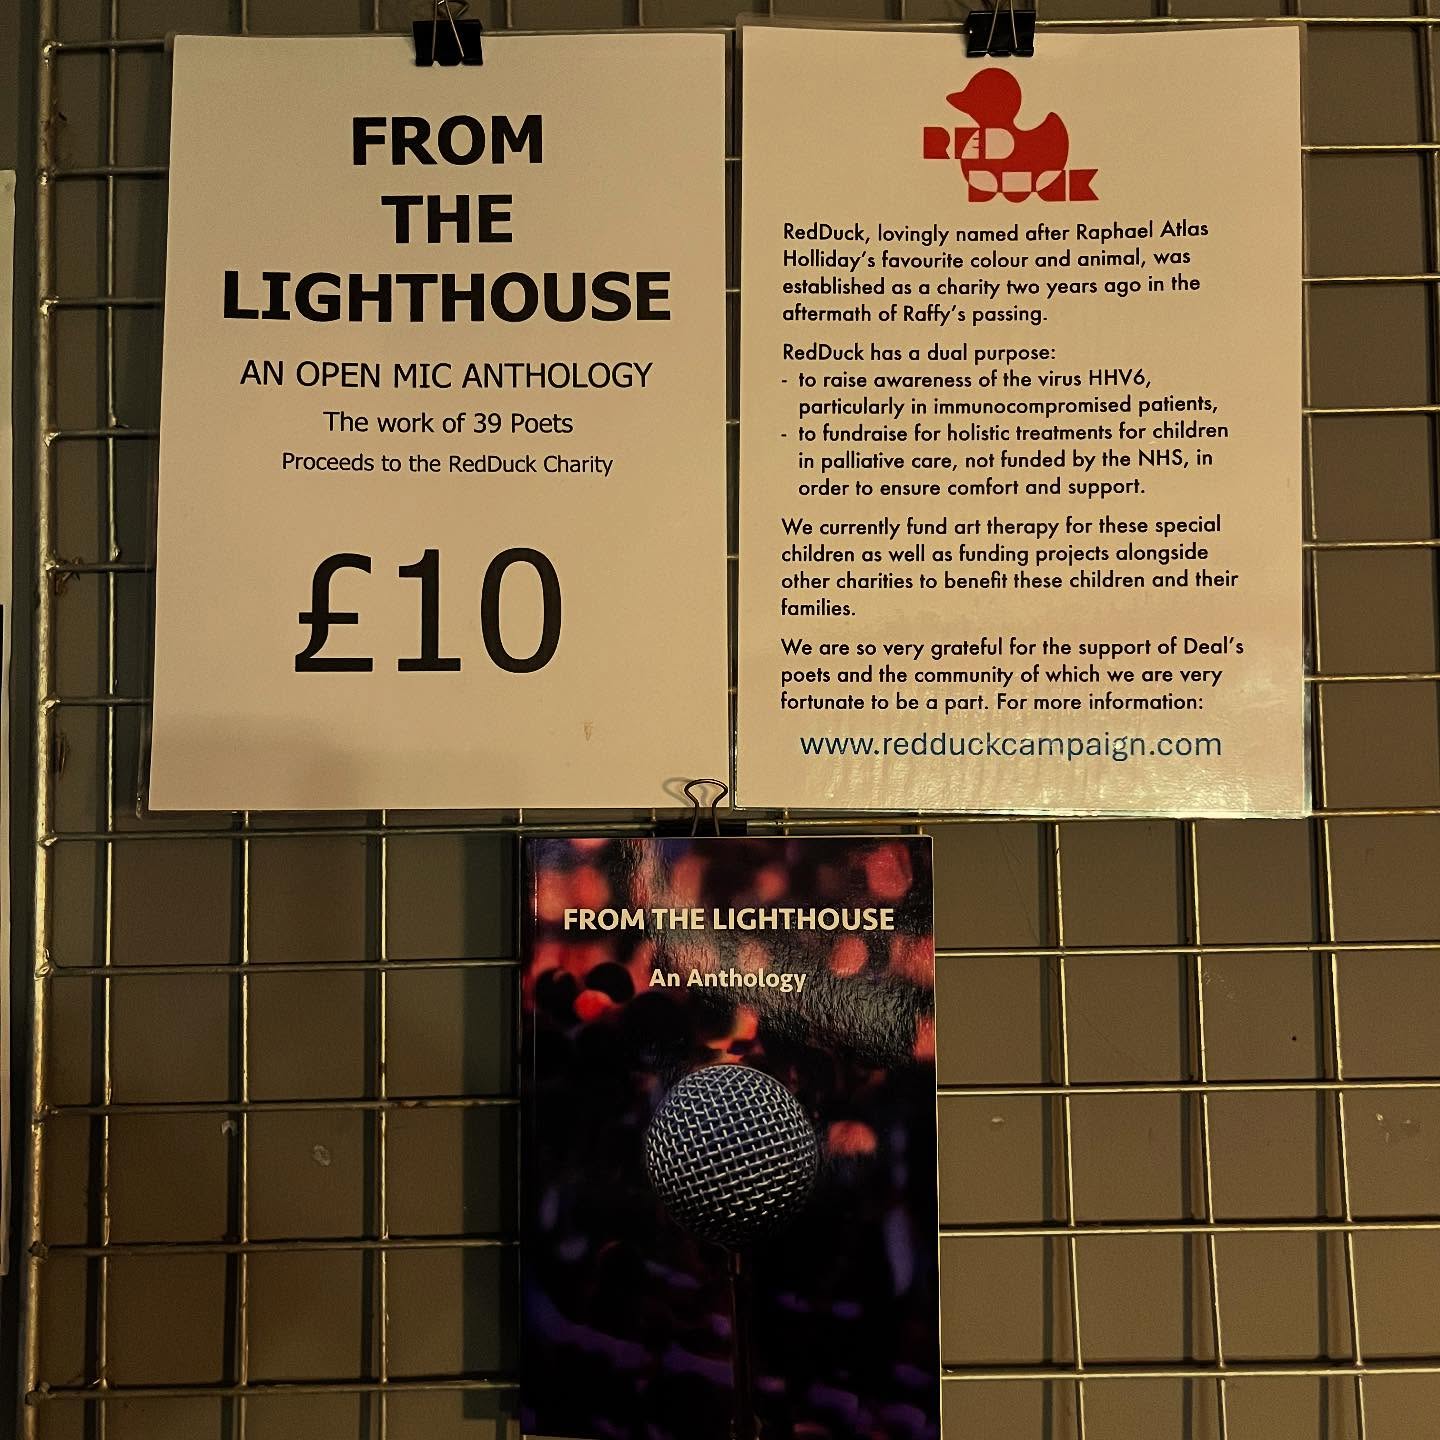 FROM
THE
LIGHTHOUSE
AN OPEN MIC ANTHOLOGY
The work of 39 Poets
Proceeds to the RedDuck Charity
£10
RED
DUCK
RedDuck, lovingly named after Raphael Atlas
Holliday's favourite colour and animal, was
established as a charity two years ago in the
aftermath of Raffy's passing.
RedDuck has a dual purpose:
- to raise awareness of the virus HHV6,
particularly in immunocompromised patients,
- to fundraise for holistic treatments for children
in palliative care, not funded by the NHS, in
order to ensure comfort and support.
We currently fund art therapy for these special
children as well as funding projects alongside
other charities to benefit these children and their
families.
We are so very grateful for the support of Deal's
poets and the community of which we are very
fortunate to be a part. For more information:
www.redduckcampaign.com
FROM THE LIGHTHOUSE
An Anthology